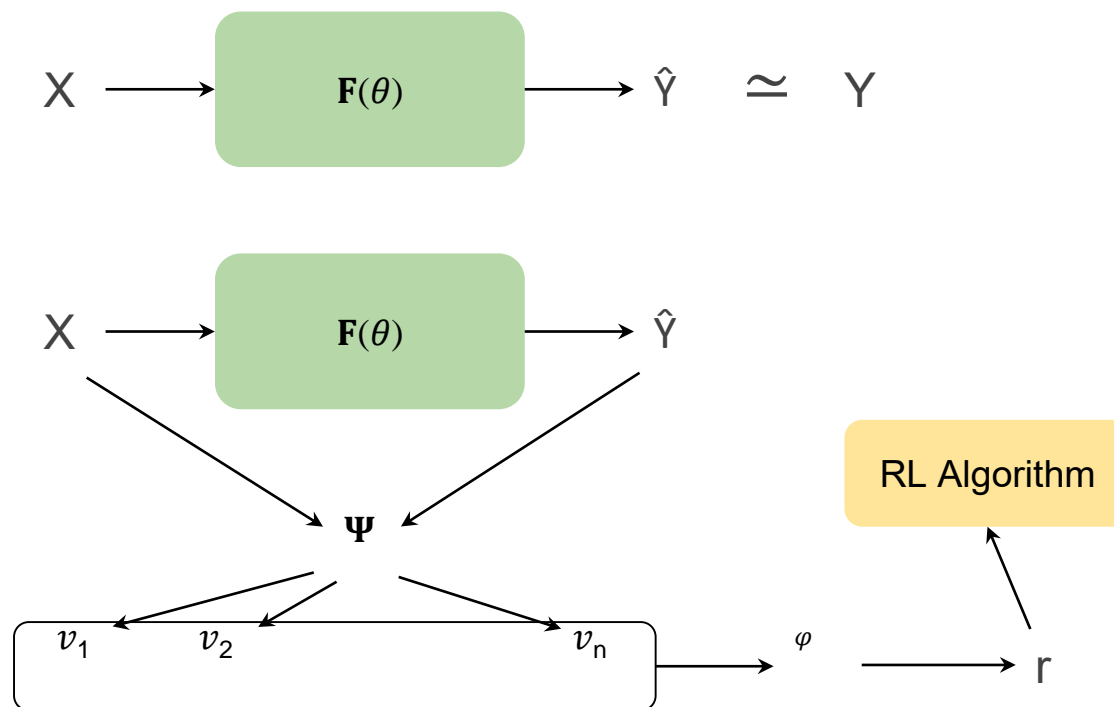 X F(θ) Ŷ ≃ Y
X F(θ) Ŷ
RL Algorithm
Ψ
v₁ v₂ vₙ φ r